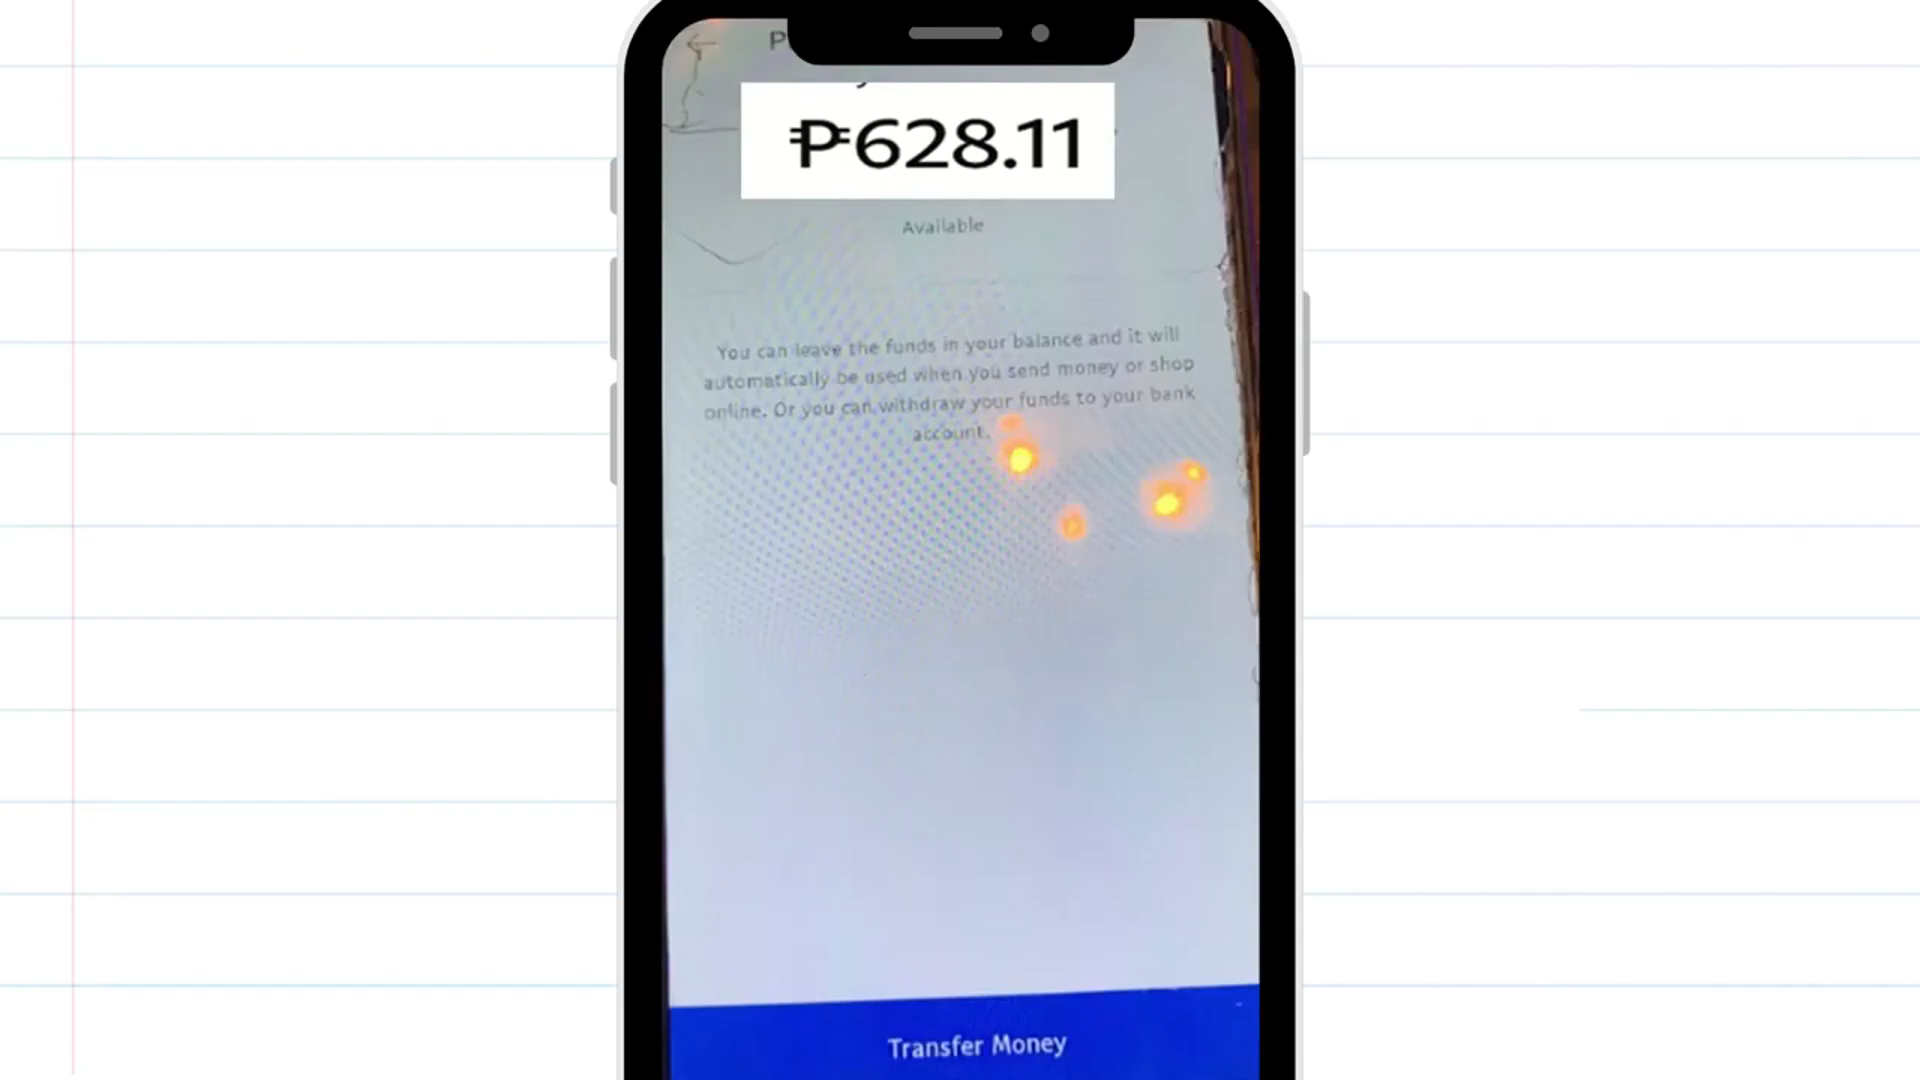 P
₱628.11
Available
You can leave the funds in your balance and it will
automatically be used when you send money or shop
online. Or you can withdraw your funds to your bank
account.
Transfer Money